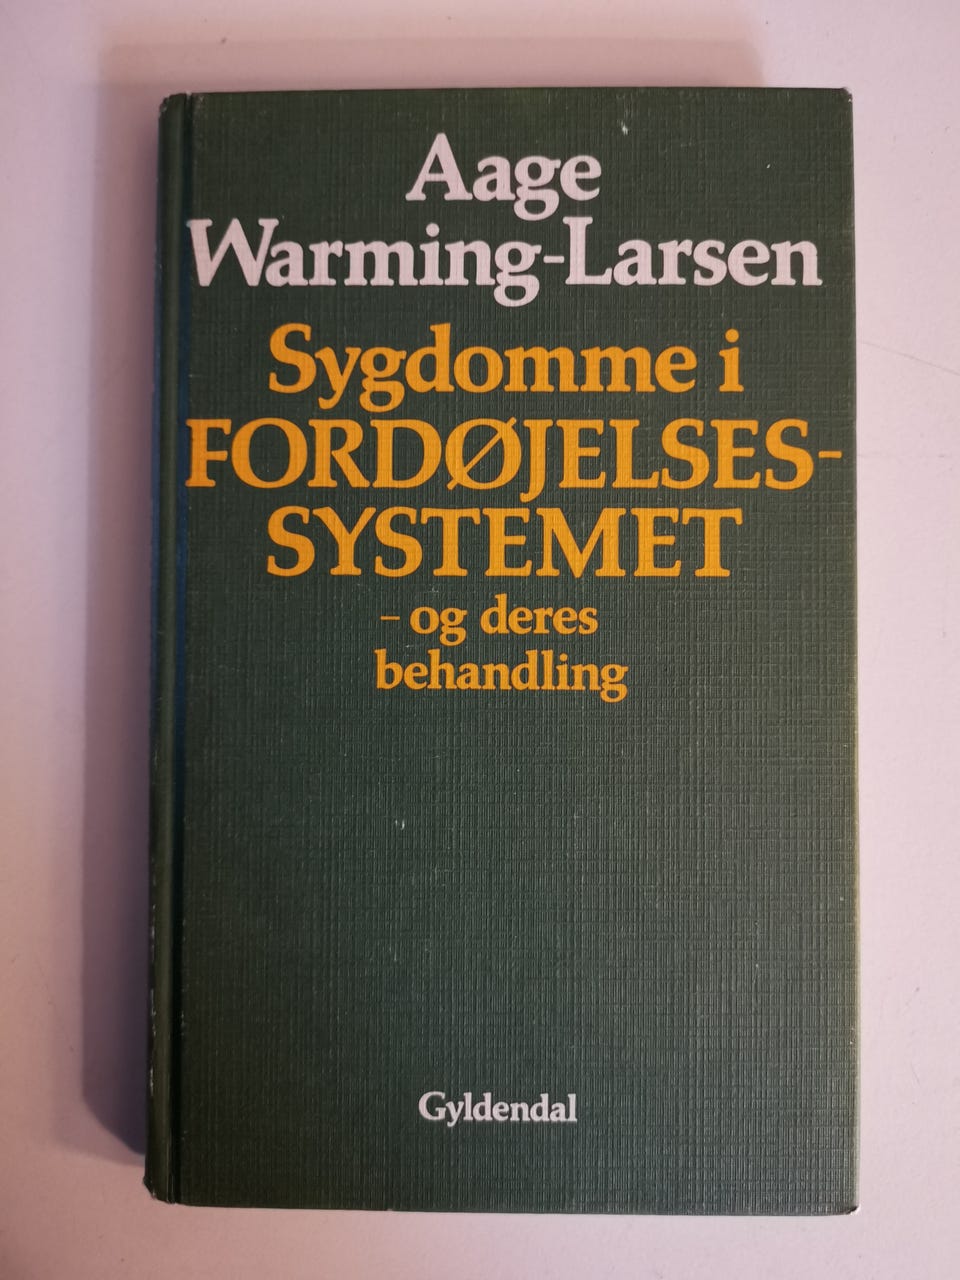 Aage
Warming-Larsen
Sygdomme i
FORDØJELSES-
SYSTEMET
– og deres
behandling
Gyldendal